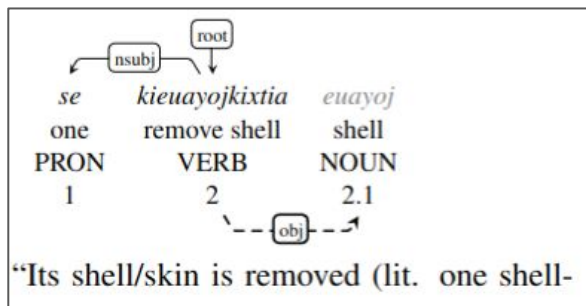 root
nsubj
se kieuayojkixtia euayoj
one remove shell shell
PRON VERB NOUN
1 2 2.1
obj
“Its shell/skin is removed (lit. one shell-